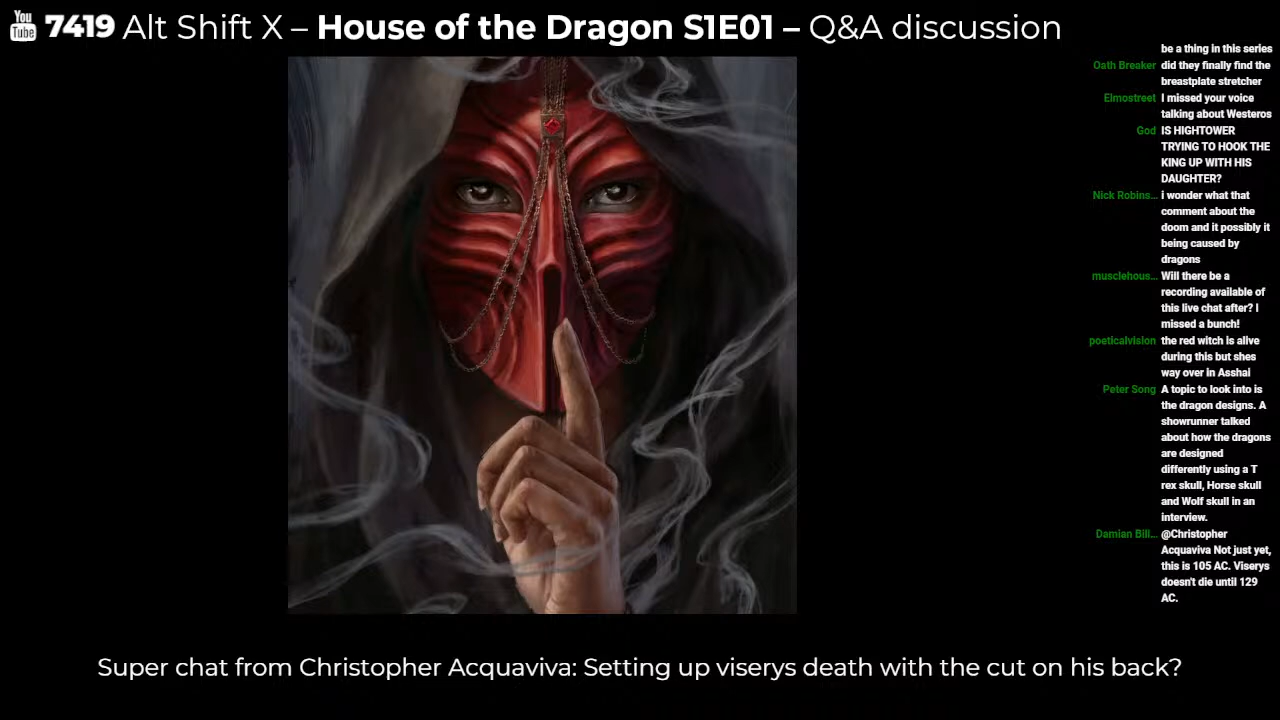 You
Tube
7419 Alt Shift X – House of the Dragon S1E01 – Q&A discussion
be a thing in this series
Oath Breaker did they finally find the
breastplate stretcher
Elmostreet I missed your voice
talking about Westeros
God IS HIGHTOWER
TRYING TO HOOK THE
KING UP WITH HIS
DAUGHTER?
Nick Robins... i wonder what that
comment about the
doom and it possibly it
being caused by
dragons
musclehous... Will there be a
recording available of
this live chat after? I
missed a bunch!
poeticalvision the red witch is alive
during this but shes
way over in Asshai
Peter Song A topic to look into is
the dragon designs. A
showrunner talked
about how the dragons
are designed
differently using a T
rex skull, Horse skull
and Wolf skull in an
interview.
Damian Bill... @Christopher
Acquaviva Not just yet,
this is 105 AC. Viserys
doesn't die until 129
AC.
Super chat from Christopher Acquaviva: Setting up viserys death with the cut on his back?